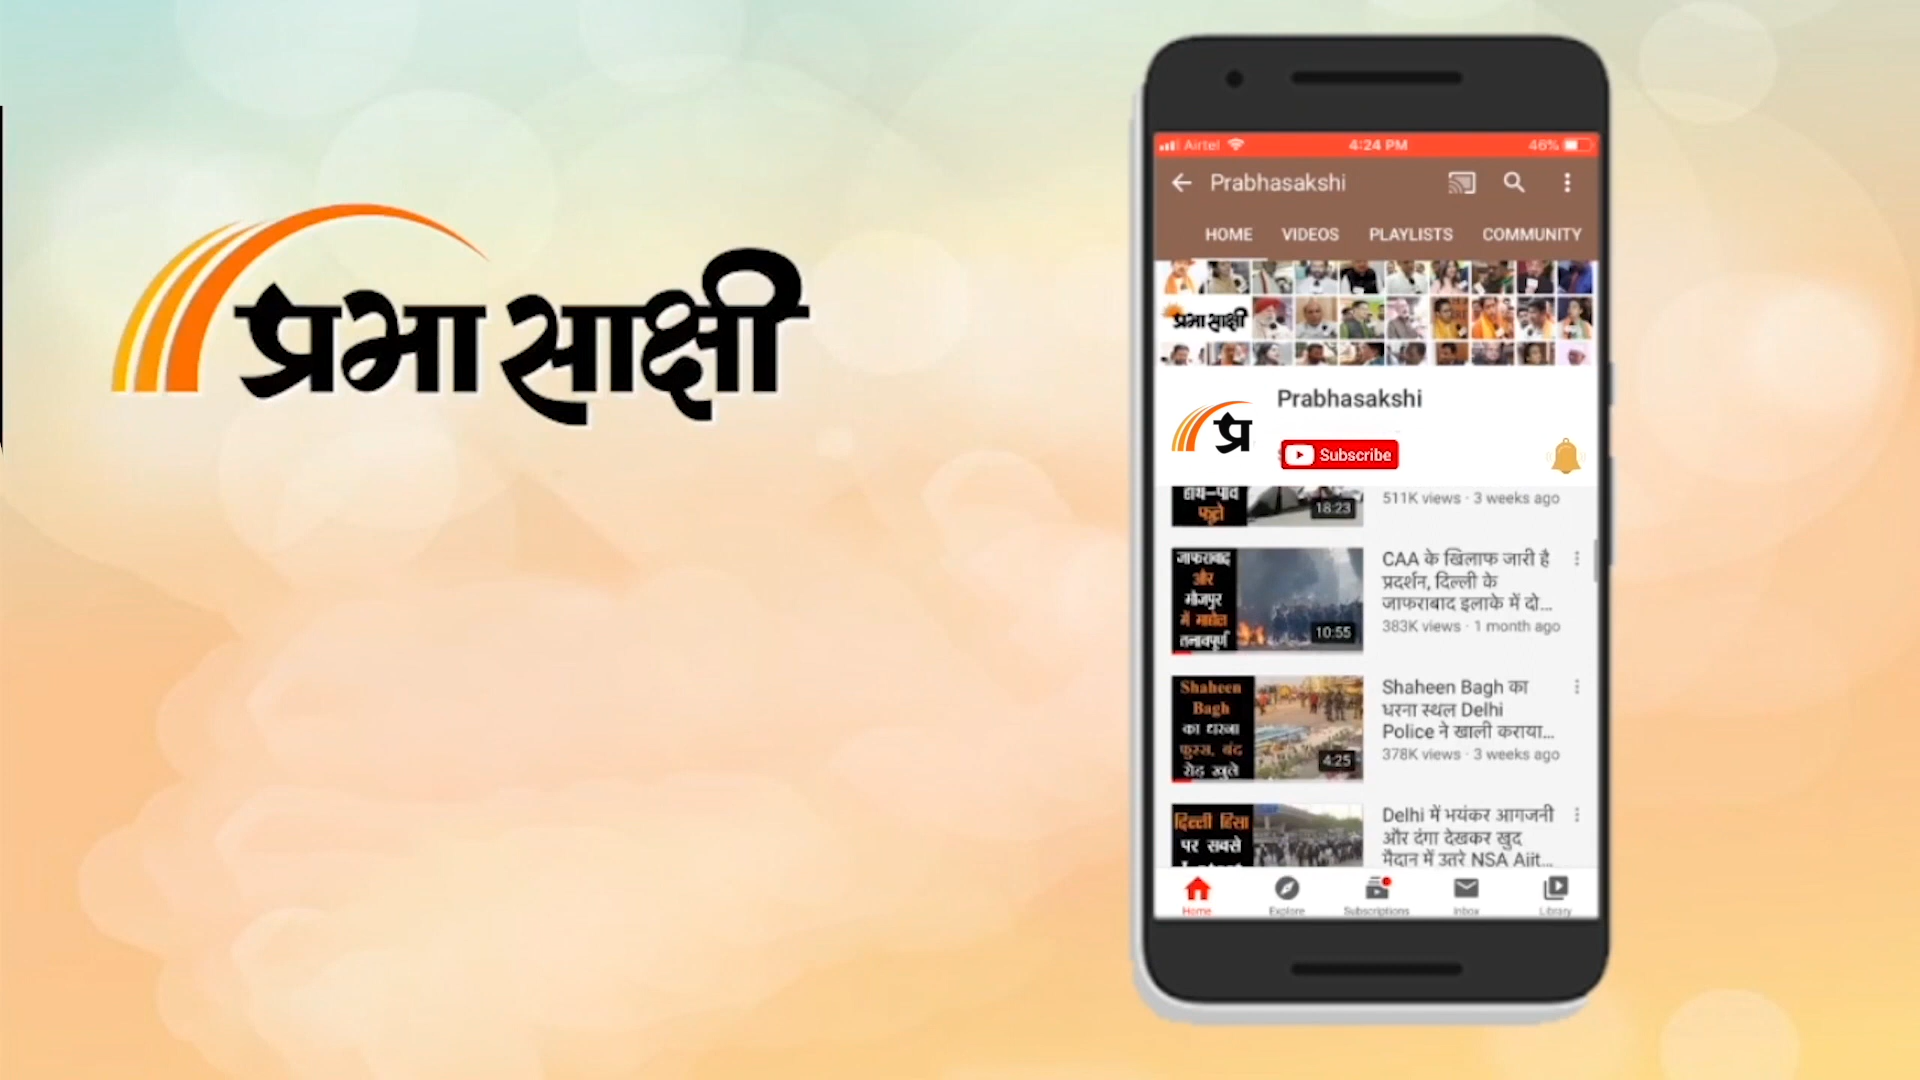 प्रभासाक्षी
Airtel
4:24 PM
46%
Prabhasakshi
HOME VIDEOS PLAYLISTS COMMUNITY
प्रभासाक्षी
Prabhasakshi
प्र
Subscribe
हाथ-पांव
फूले
18:23
511K views · 3 weeks ago
जाफराबाद
और
मौजपुर
में माहौल
तनावपूर्ण
10:55
CAA के खिलाफ जारी है
प्रदर्शन, दिल्ली के
जाफराबाद इलाके में दो...
383K views · 1 month ago
Shaheen
Bagh
का धरना
फुस्स, बंद
रोड खुले
4:25
Shaheen Bagh का
धरना स्थल Delhi
Police ने खाली कराया...
378K views · 3 weeks ago
दिल्ली हिंसा
पर सबसे
Delhi में भयंकर आगजनी
और दंगा देखकर खुद
मैदान में उतरे NSA Ajit...
Home Explore Subscriptions Inbox Library